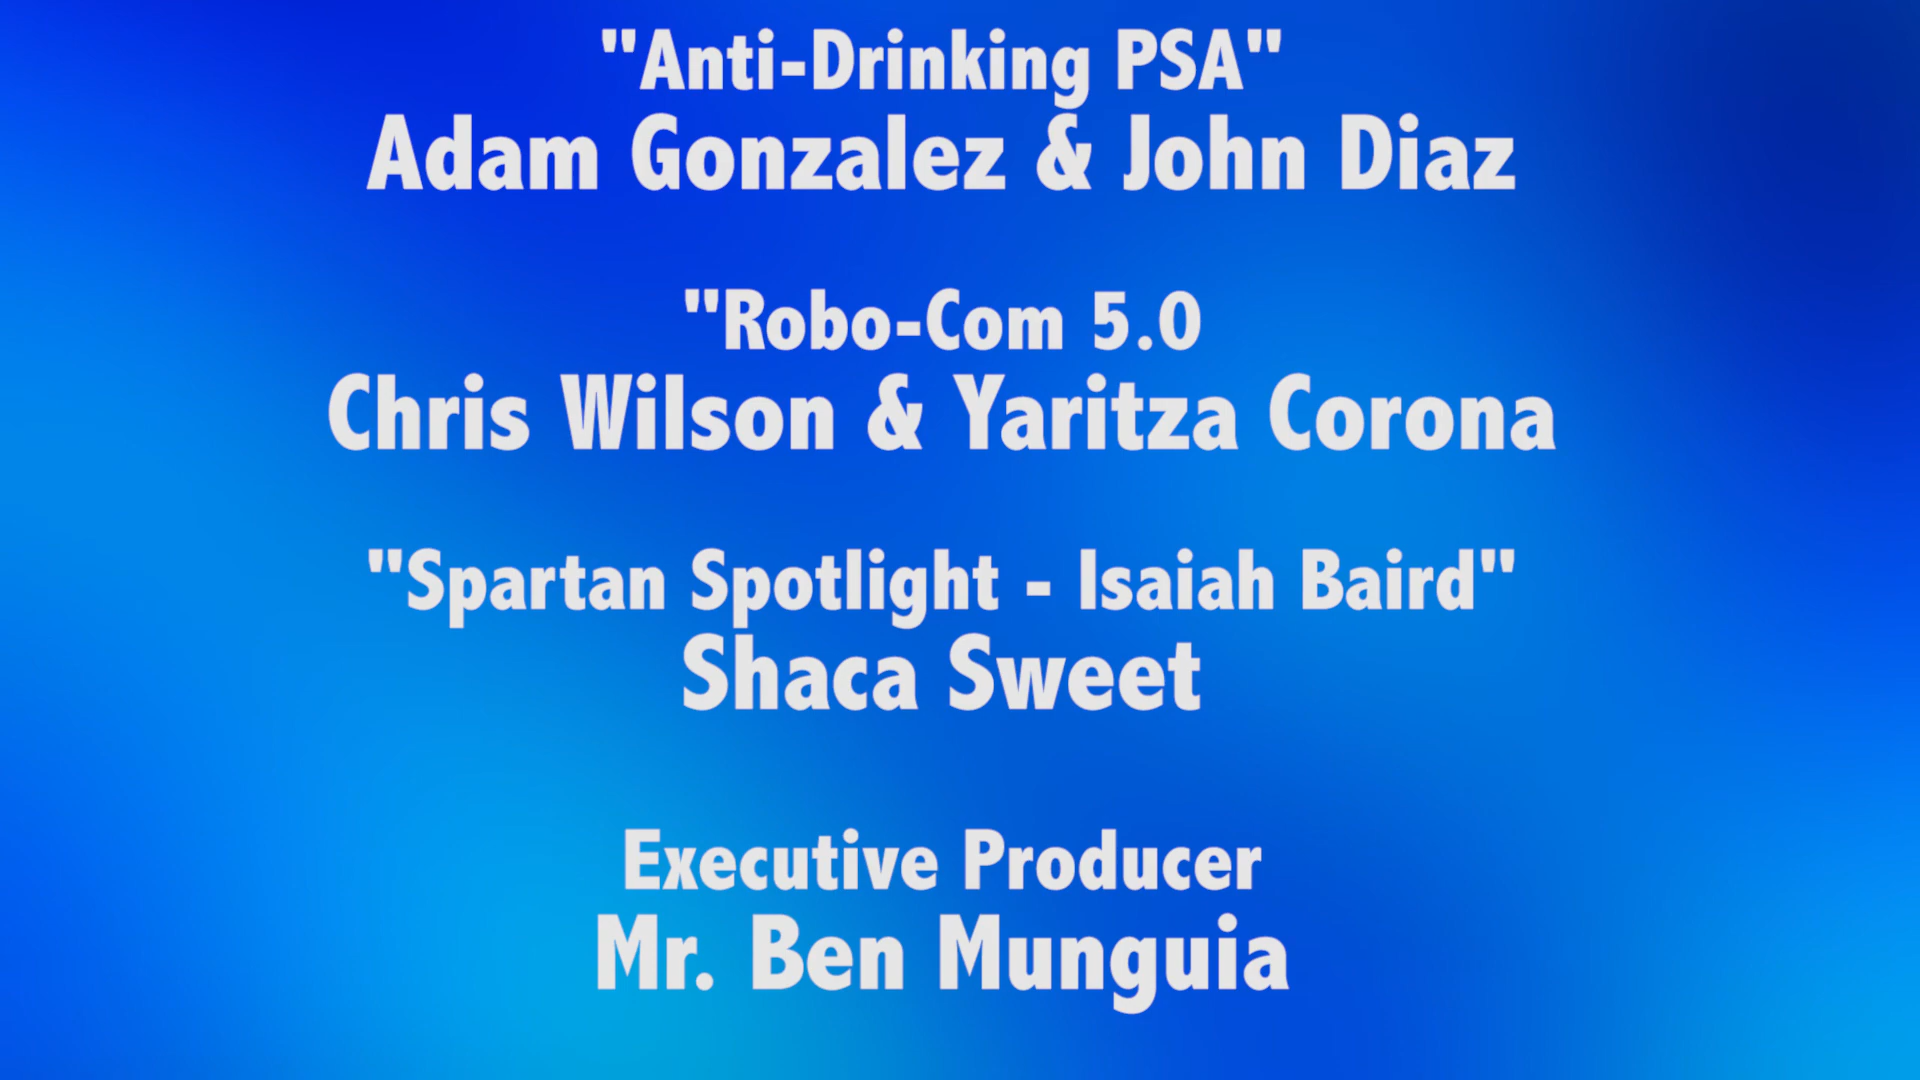 "Anti-Drinking PSA"
Adam Gonzalez & John Diaz
"Robo-Com 5.0
Chris Wilson & Yaritza Corona
"Spartan Spotlight - Isaiah Baird"
Shaca Sweet
Executive Producer
Mr. Ben Munguia